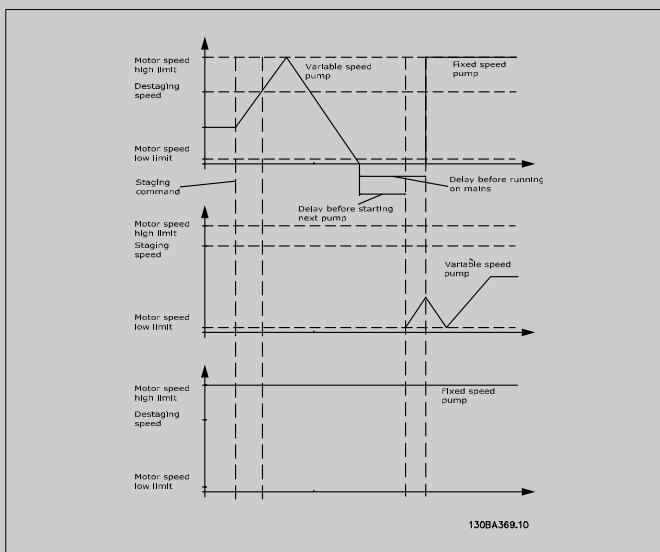 Motor speed
high limit
Variable speed
pump
Fixed speed
pump
Destaging
speed
Motor speed
low limit
Staging
command
Delay before running
on mains
Delay before starting
next pump
Motor speed
high limit
Staging
speed
Variable speed
pump
Motor speed
low limit
Motor speed
high limit
Fixed speed
pump
Destaging
speed
Motor speed
low limit
130BA369.10